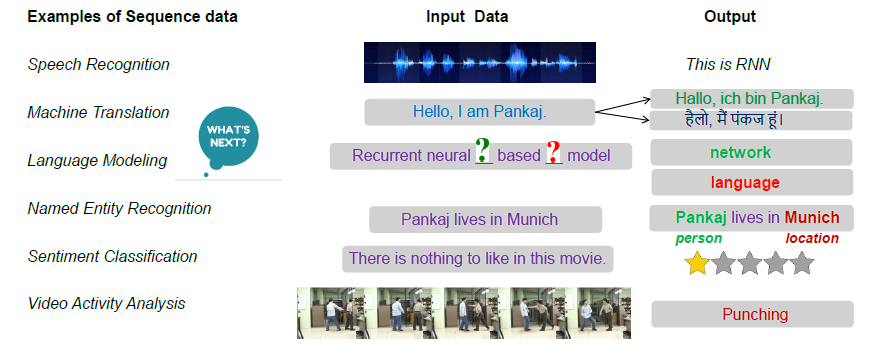 Examples of Sequence data Input Data Output
Speech Recognition This is RNN
Machine Translation Hello, I am Pankaj. Hallo, ich bin Pankaj.
हैलो, मैं पंकज हूं।
WHAT'S
NEXT?
Language Modeling Recurrent neural ? based ? model network
language
Named Entity Recognition Pankaj lives in Munich Pankaj lives in Munich
person location
Sentiment Classification There is nothing to like in this movie.
Video Activity Analysis Punching